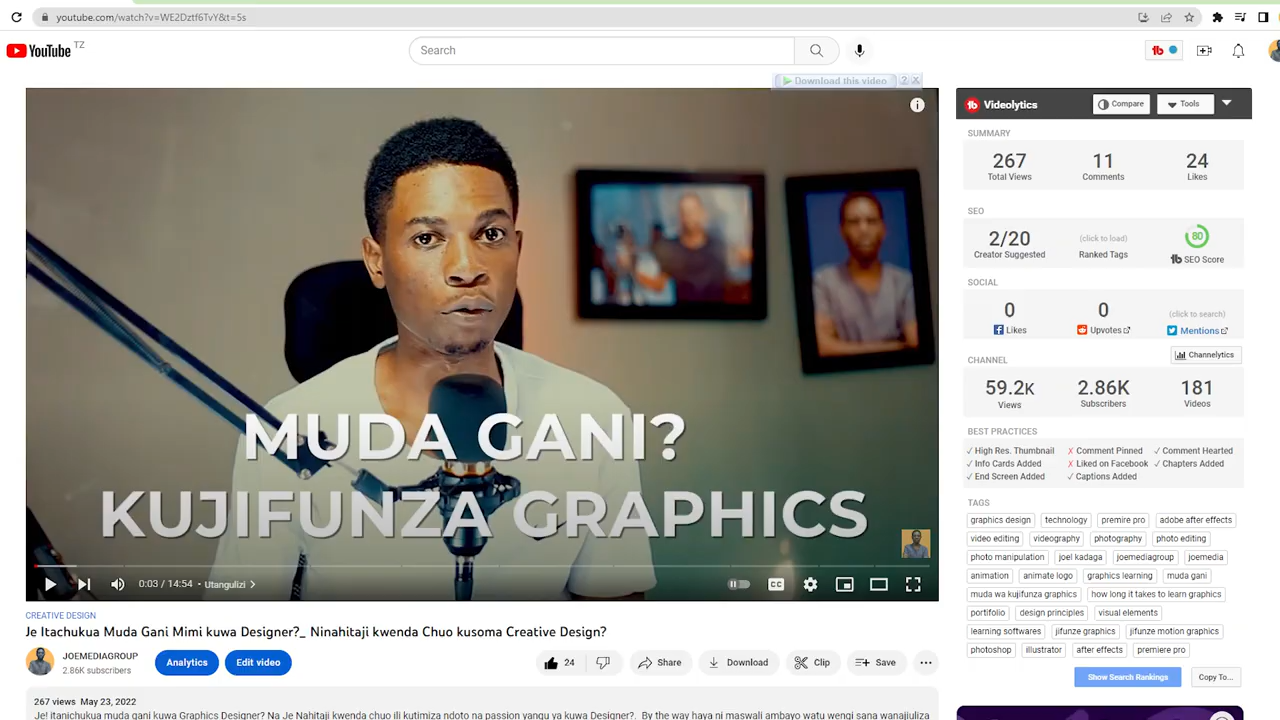 youtube.com/watch?v=WE2Dztf6TvY&t=5s
YouTube TZ
Search
Download this video ? X
MUDA GANI?
KUJIFUNZA GRAPHICS
0:03 / 14:54 • Utangulizi
CC
CREATIVE DESIGN
Je Itachukua Muda Gani Mimi kuwa Designer?_ Ninahitaji kwenda Chuo kusoma Creative Design?
JOEMEDIAGROUP
2.86K subscribers
Analytics
Edit video
24
Share
Download
Clip
Save
267 views May 23, 2022
Je! itanichukua muda gani kuwa Graphics Designer? Na Je Nahitaji kwenda chuo ili kutimiza ndoto na passion yangu ya kuwa Designer?. By the way haya ni maswali ambayo watu wengi sana wanajiuliza
Videolytics
Compare
Tools
SUMMARY
267 11 24
Total Views Comments Likes
SEO
2/20 (click to load) 80
Creator Suggested Ranked Tags tb SEO Score
SOCIAL
0 0 (click to search)
Likes Upvotes Mentions
CHANNEL
Channelytics
59.2K 2.86K 181
Views Subscribers Videos
BEST PRACTICES
✓ High Res. Thumbnail ✗ Comment Pinned ✓ Comment Hearted
✓ Info Cards Added ✗ Liked on Facebook ✓ Chapters Added
✓ End Screen Added ✓ Captions Added
TAGS
graphics design technology premire pro adobe after effects
video editing videography photography photo editing
photo manipulation joel kadaga joemediagroup joemedia
animation animate logo graphics learning muda gani
muda wa kujifunza graphics how long it takes to learn graphics
portifolio design principles visual elements
learning softwares jifunze graphics jifunze motion graphics
photoshop illustrator after effects premiere pro
Show Search Rankings
Copy To...